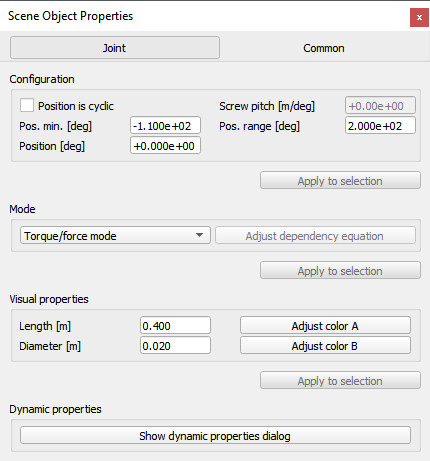 Scene Object Properties
x
Joint Common
Configuration
Position is cyclic Screw pitch [m/deg] +0.00e+00
Pos. min. [deg] -1.100e+02 Pos. range [deg] 2.000e+02
Position [deg] +0.000e+00
Apply to selection
Mode
Torque/force mode Adjust dependency equation
Apply to selection
Visual properties
Length [m] 0.400 Adjust color A
Diameter [m] 0.020 Adjust color B
Apply to selection
Dynamic properties
Show dynamic properties dialog